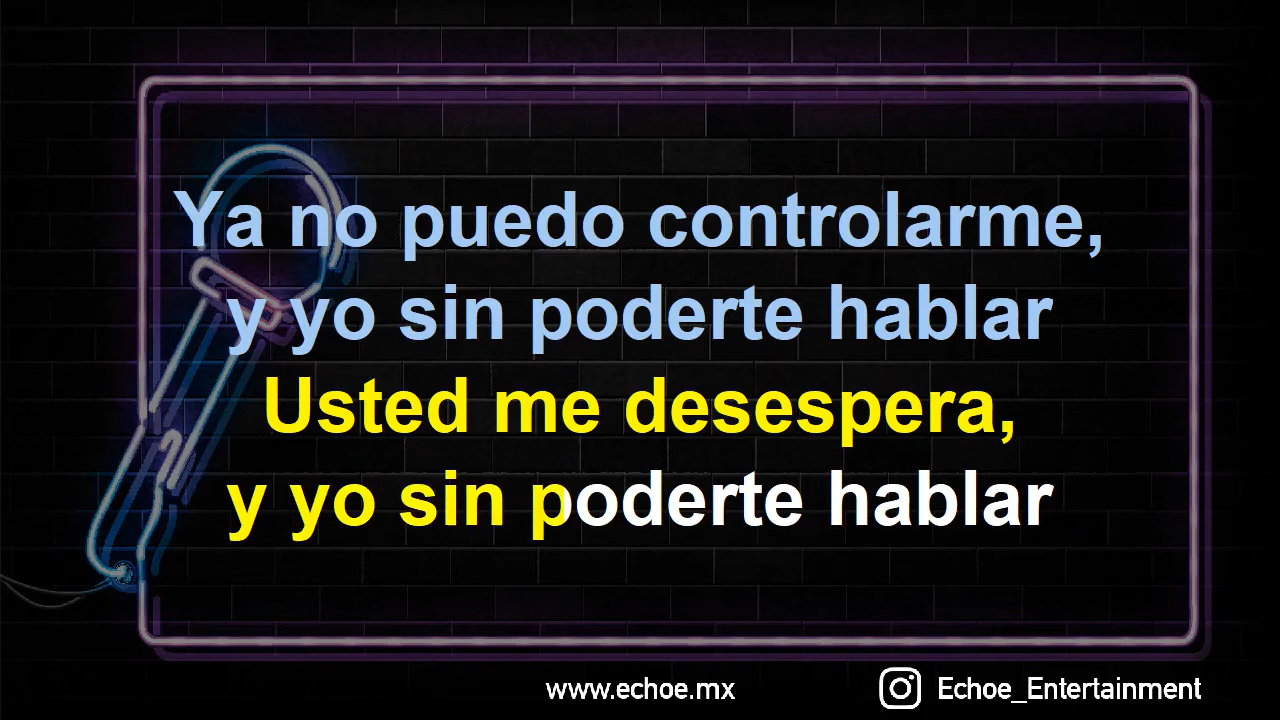 Ya no puedo controlarme,
y yo sin poderte hablar
Usted me desespera,
y yo sin poderte hablar
www.echoe.mx
Echoe_Entertainment